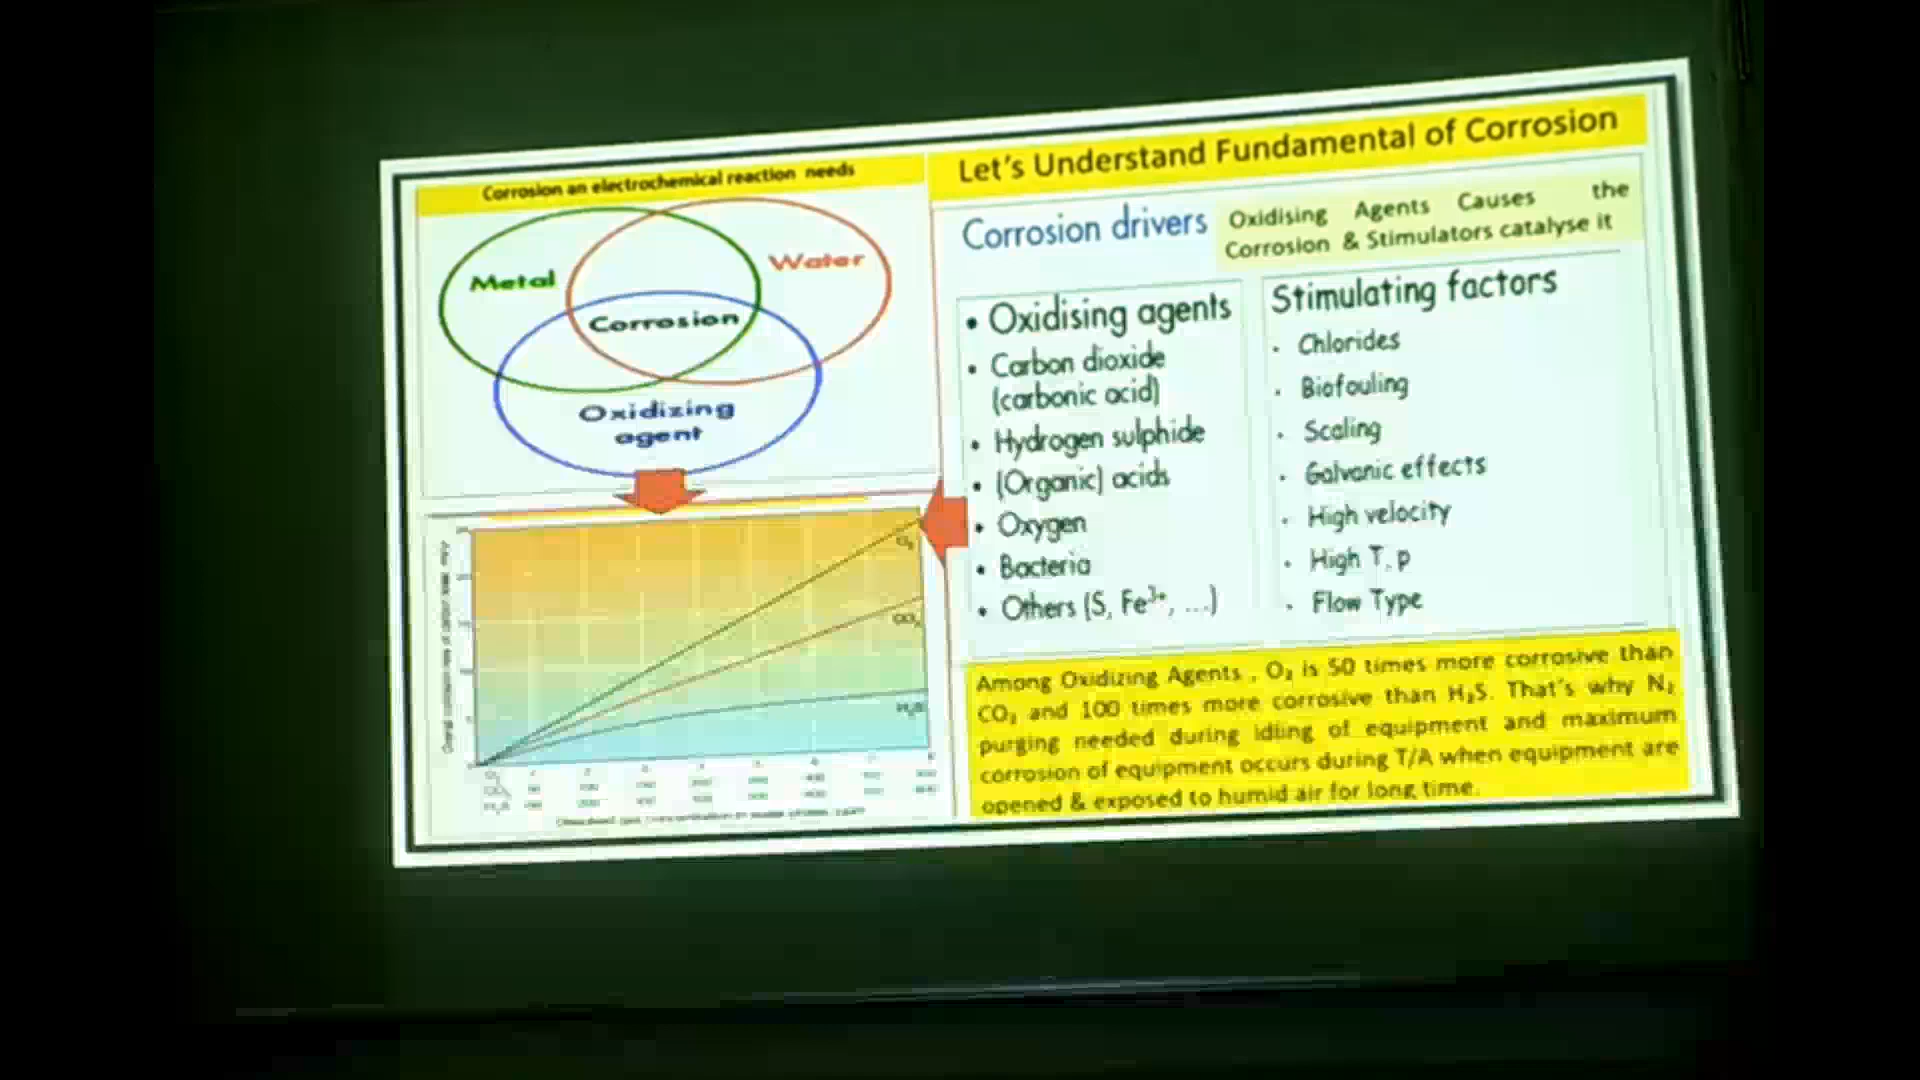 Corrosion an electrochemical reaction needs
Metal
Water
Corrosion
Oxidizing
agent
O₂
CO₂
H₂S
Let's Understand Fundamental of Corrosion
Corrosion drivers
Oxidising Agents Causes the
Corrosion & Stimulators catalyse it
• Oxidising agents
• Carbon dioxide
(carbonic acid)
• Hydrogen sulphide
• (Organic) acids
• Oxygen
• Bacteria
• Others (S, Fe³⁺, ...)
Stimulating factors
• Chlorides
• Biofouling
• Scaling
• Galvanic effects
• High velocity
• High T, p
• Flow Type
Among Oxidizing Agents , O₂ is 50 times more corrosive than
CO₂ and 100 times more corrosive than H₂S. That's why N₂
purging needed during idling of equipment and maximum
corrosion of equipment occurs during T/A when equipment are
opened & exposed to humid air for long time.